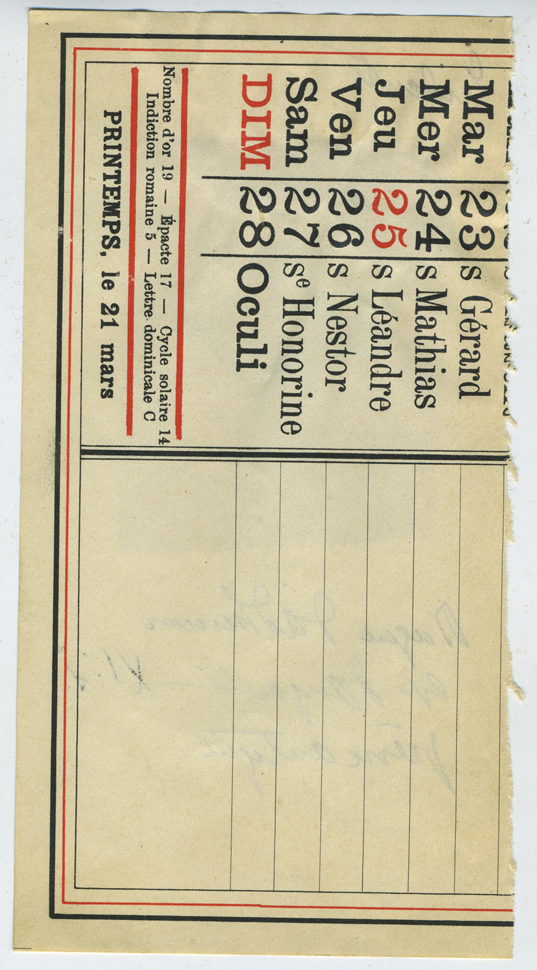 Mar 23 s Gérard
Mer 24 s Mathias
Jeu 25 s Léandre
Ven 26 s Nestor
Sam 27 sᵉ Honorine
DIM 28 Oculi
Nombre d'or 19 — Épacte 17 — Cycle solaire 14
Indiction romaine 5 — Lettre dominicale C
PRINTEMPS, le 21 mars